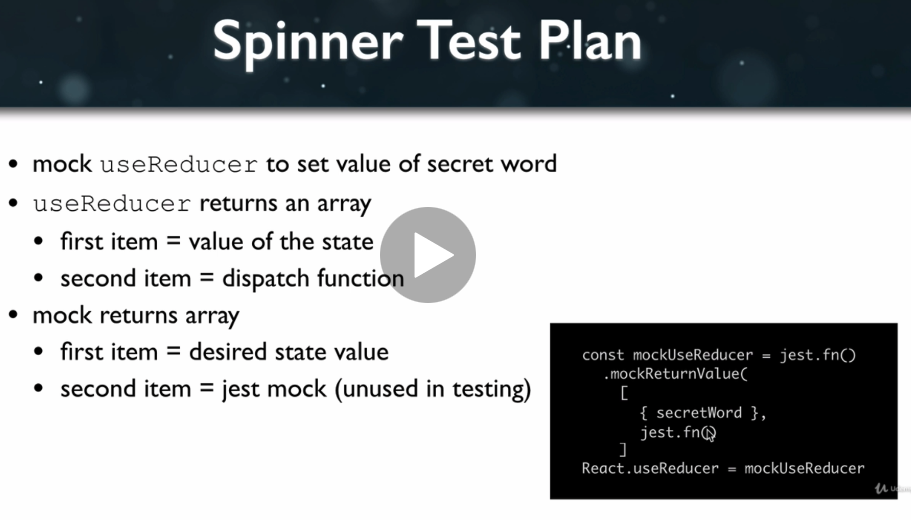 Spinner Test Plan
• mock useReducer to set value of secret word
• useReducer returns an array
• first item = value of the state
• second item = dispatch function
• mock returns array
• first item = desired state value
• second item = jest mock (unused in testing)
const mockUseReducer = jest.fn()
.mockReturnValue(
[
{ secretWord },
jest.fn()
]
React.useReducer = mockUseReducer